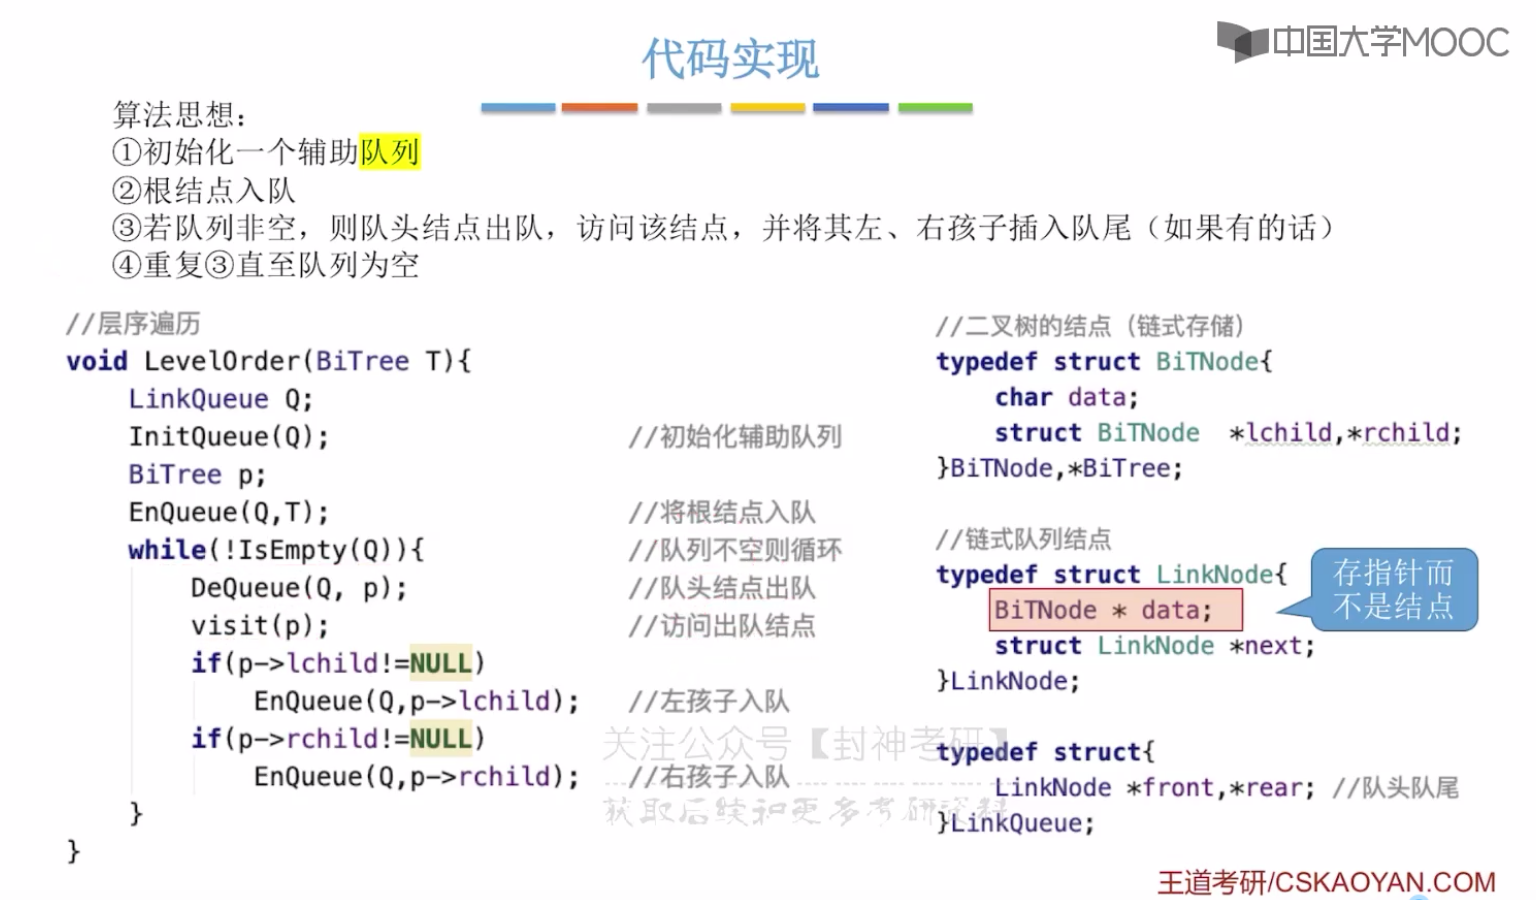 代码实现
中国大学MOOC
算法思想：
①初始化一个辅助队列
②根结点入队
③若队列非空，则队头结点出队，访问该结点，并将其左、右孩子插入队尾（如果有的话）
④重复③直至队列为空
//层序遍历
void LevelOrder(BiTree T){
LinkQueue Q;
InitQueue(Q); //初始化辅助队列
BiTree p;
EnQueue(Q,T); //将根结点入队
while(!IsEmpty(Q)){ //队列不空则循环
DeQueue(Q, p); //队头结点出队
visit(p); //访问出队结点
if(p->lchild!=NULL)
EnQueue(Q,p->lchild); //左孩子入队
if(p->rchild!=NULL)
EnQueue(Q,p->rchild); //右孩子入队
}
}
//二叉树的结点（链式存储）
typedef struct BiTNode{
char data;
struct BiTNode *lchild,*rchild;
}BiTNode,*BiTree;
//链式队列结点
typedef struct LinkNode{
BiTNode * data;
struct LinkNode *next;
}LinkNode;
存指针而
不是结点
typedef struct{
LinkNode *front,*rear; //队头队尾
}LinkQueue;
关注公众号【封神考研】
获取后续和更多考研资料
王道考研/CSKAOYAN.COM